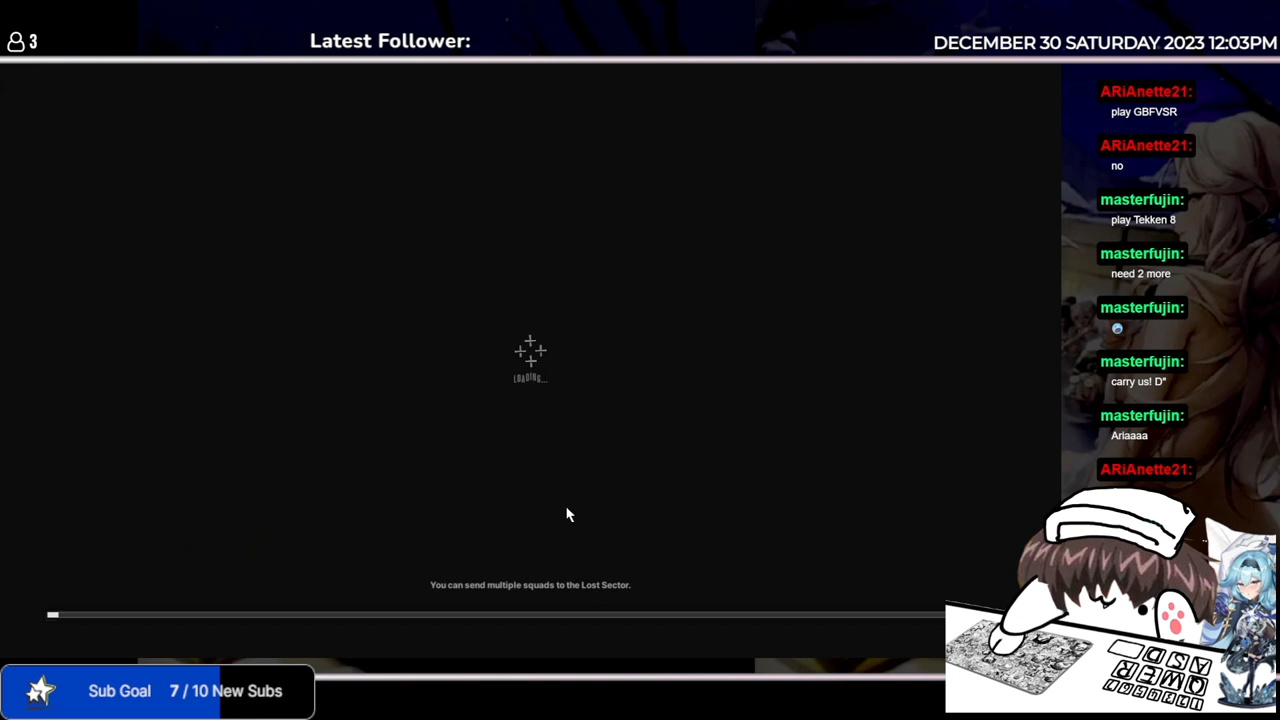 3
Latest Follower:
DECEMBER 30 SATURDAY 2023 12:03PM
ARiAnette21:
play GBFVSR
ARiAnette21:
no
masterfujin:
play Tekken 8
masterfujin:
need 2 more
masterfujin:
masterfujin:
carry us! D"
masterfujin:
Arlaaaa
ARiAnette21:
LOADING...
You can send multiple squads to the Lost Sector.
Sub Goal 7 / 10 New Subs
D S A
R E W Q